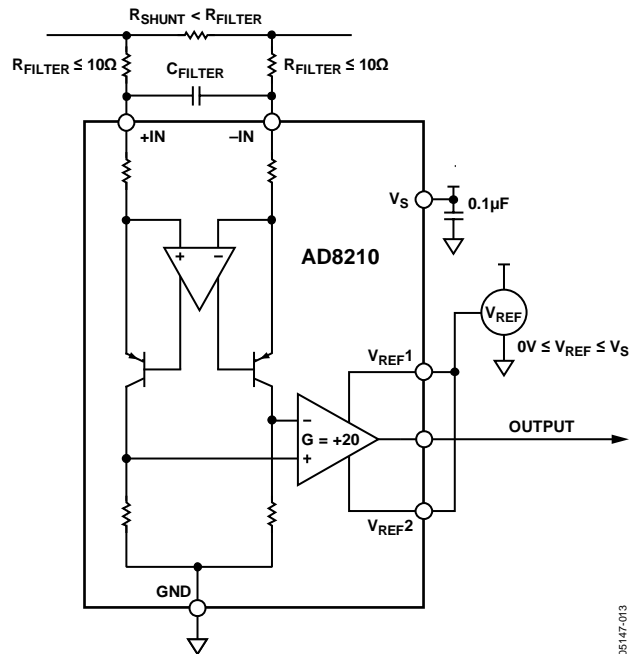 RSHUNT < RFILTER
RFILTER ≤ 10Ω
CFILTER
RFILTER ≤ 10Ω
+IN
–IN
VS
0.1µF
+
–
AD8210
VREF
0V ≤ VREF ≤ VS
VREF1
–
G = +20
+
OUTPUT
VREF2
GND
05147-013